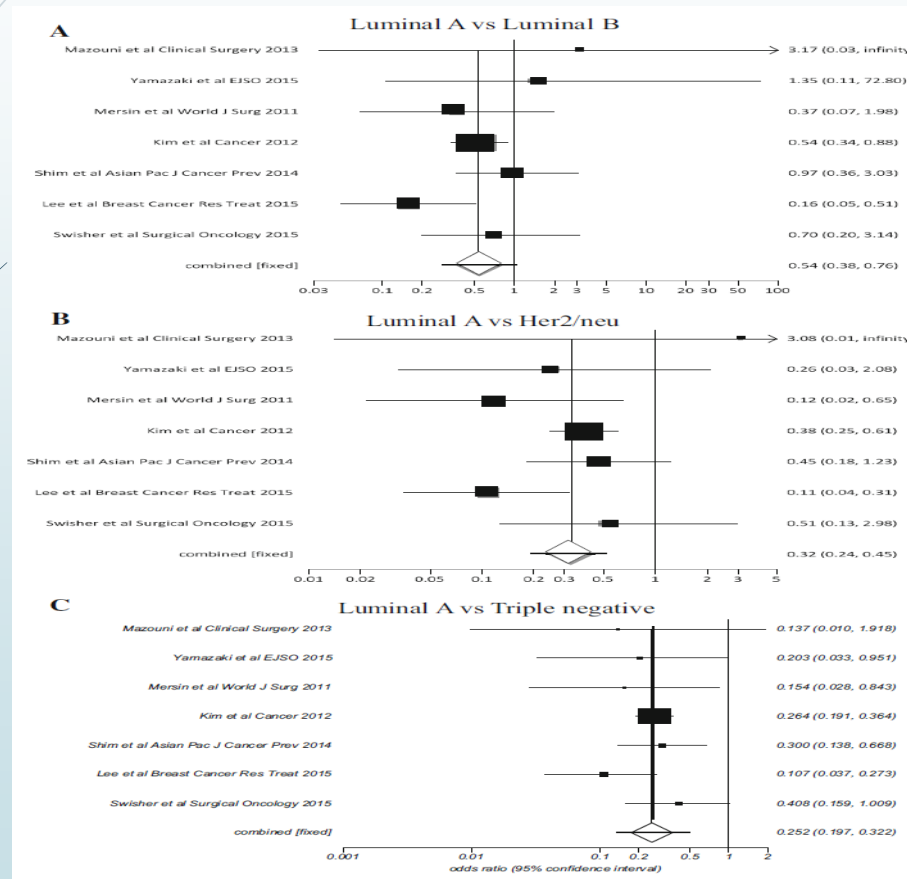 A Luminal A vs Luminal B
Mazouni et al Clinical Surgery 2013 3.17 (0.03, infinity
Yamazaki et al EJSO 2015 1.35 (0.11, 72.80)
Mersin et al World J Surg 2011 0.37 (0.07, 1.98)
Kim et al Cancer 2012 0.54 (0.34, 0.88)
Shim et al Asian Pac J Cancer Prev 2014 0.97 (0.36, 3.03)
Lee et al Breast Cancer Res Treat 2015 0.16 (0.05, 0.51)
Swisher et al Surgical Oncology 2015 0.70 (0.20, 3.14)
combined [fixed] 0.54 (0.38, 0.76)
0.03 0.1 0.2 0.5 1 2 3 5 10 20 30 50 100
B Luminal A vs Her2/neu
Mazouni et al Clinical Surgery 2013 3.08 (0.01, infinity
Yamazaki et al EJSO 2015 0.26 (0.03, 2.08)
Mersin et al World J Surg 2011 0.12 (0.02, 0.65)
Kim et al Cancer 2012 0.38 (0.25, 0.61)
Shim et al Asian Pac J Cancer Prev 2014 0.45 (0.18, 1.23)
Lee et al Breast Cancer Res Treat 2015 0.11 (0.04, 0.31)
Swisher et al Surgical Oncology 2015 0.51 (0.13, 2.98)
combined [fixed] 0.32 (0.24, 0.45)
0.01 0.02 0.05 0.1 0.2 0.3 0.5 1 2 3 5
C Luminal A vs Triple negative
Mazouni et al Clinical Surgery 2013 0.137 (0.010, 1.918)
Yamazaki et al EJSO 2015 0.203 (0.033, 0.951)
Mersin et al World J Surg 2011 0.154 (0.028, 0.843)
Kim et al Cancer 2012 0.264 (0.191, 0.364)
Shim et al Asian Pac J Cancer Prev 2014 0.300 (0.138, 0.668)
Lee et al Breast Cancer Res Treat 2015 0.107 (0.037, 0.273)
Swisher et al Surgical Oncology 2015 0.408 (0.159, 1.009)
combined [fixed] 0.252 (0.197, 0.322)
0.001 0.01 0.1 0.2 0.5 1 2
odds ratio (95% confidence interval)